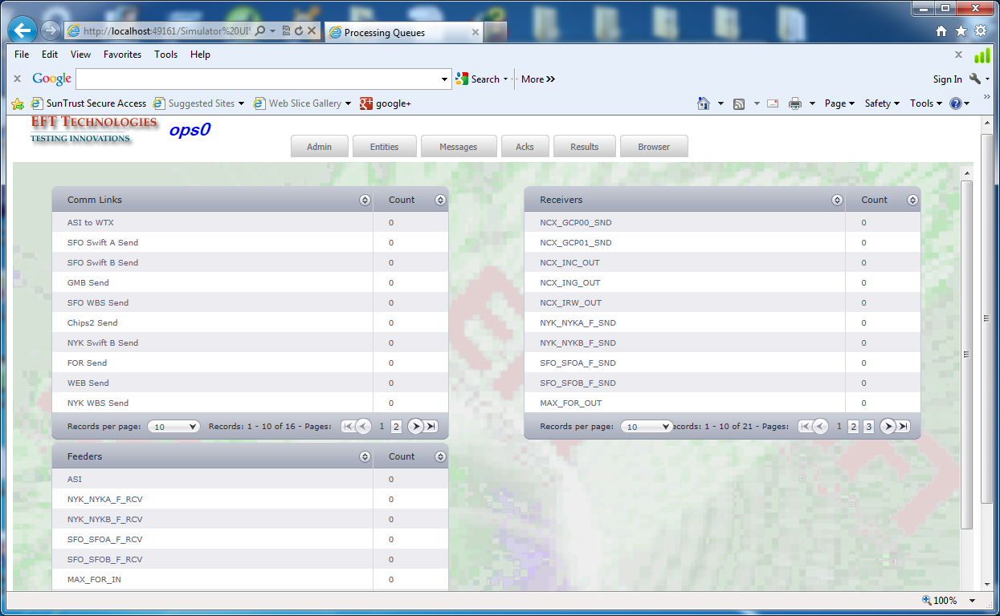 http://localhost:49161/Simulator%20UI
Processing Queues
File Edit View Favorites Tools Help
Google Search More »
Sign In
SunTrust Secure Access Suggested Sites Web Slice Gallery google+ Page Safety Tools
EFT TECHNOLOGIES
TESTING INNOVATIONS
ops0
Admin Entities Messages Acks Results Browser
Comm Links Count
ASI to WTX 0
SFO Swift A Send 0
SFO Swift B Send 0
GMB Send 0
SFO WBS Send 0
Chips2 Send 0
NYK Swift B Send 0
FOR Send 0
WEB Send 0
NYK WBS Send 0
Records per page: 10 Records: 1 - 10 of 16 - Pages: 1 2
Receivers Count
NCX_GCP00_SND 0
NCX_GCP01_SND 0
NCX_INC_OUT 0
NCX_ING_OUT 0
NCX_IRW_OUT 0
NYK_NYKA_F_SND 0
NYK_NYKB_F_SND 0
SFO_SFOA_F_SND 0
SFO_SFOB_F_SND 0
MAX_FOR_OUT 0
Records per page: 10 ecords: 1 - 10 of 21 - Pages: 1 2 3
Feeders Count
ASI 0
NYK_NYKA_F_RCV 0
NYK_NYKB_F_RCV 0
SFO_SFOA_F_RCV 0
SFO_SFOB_F_RCV 0
MAX_FOR_IN 0
100%